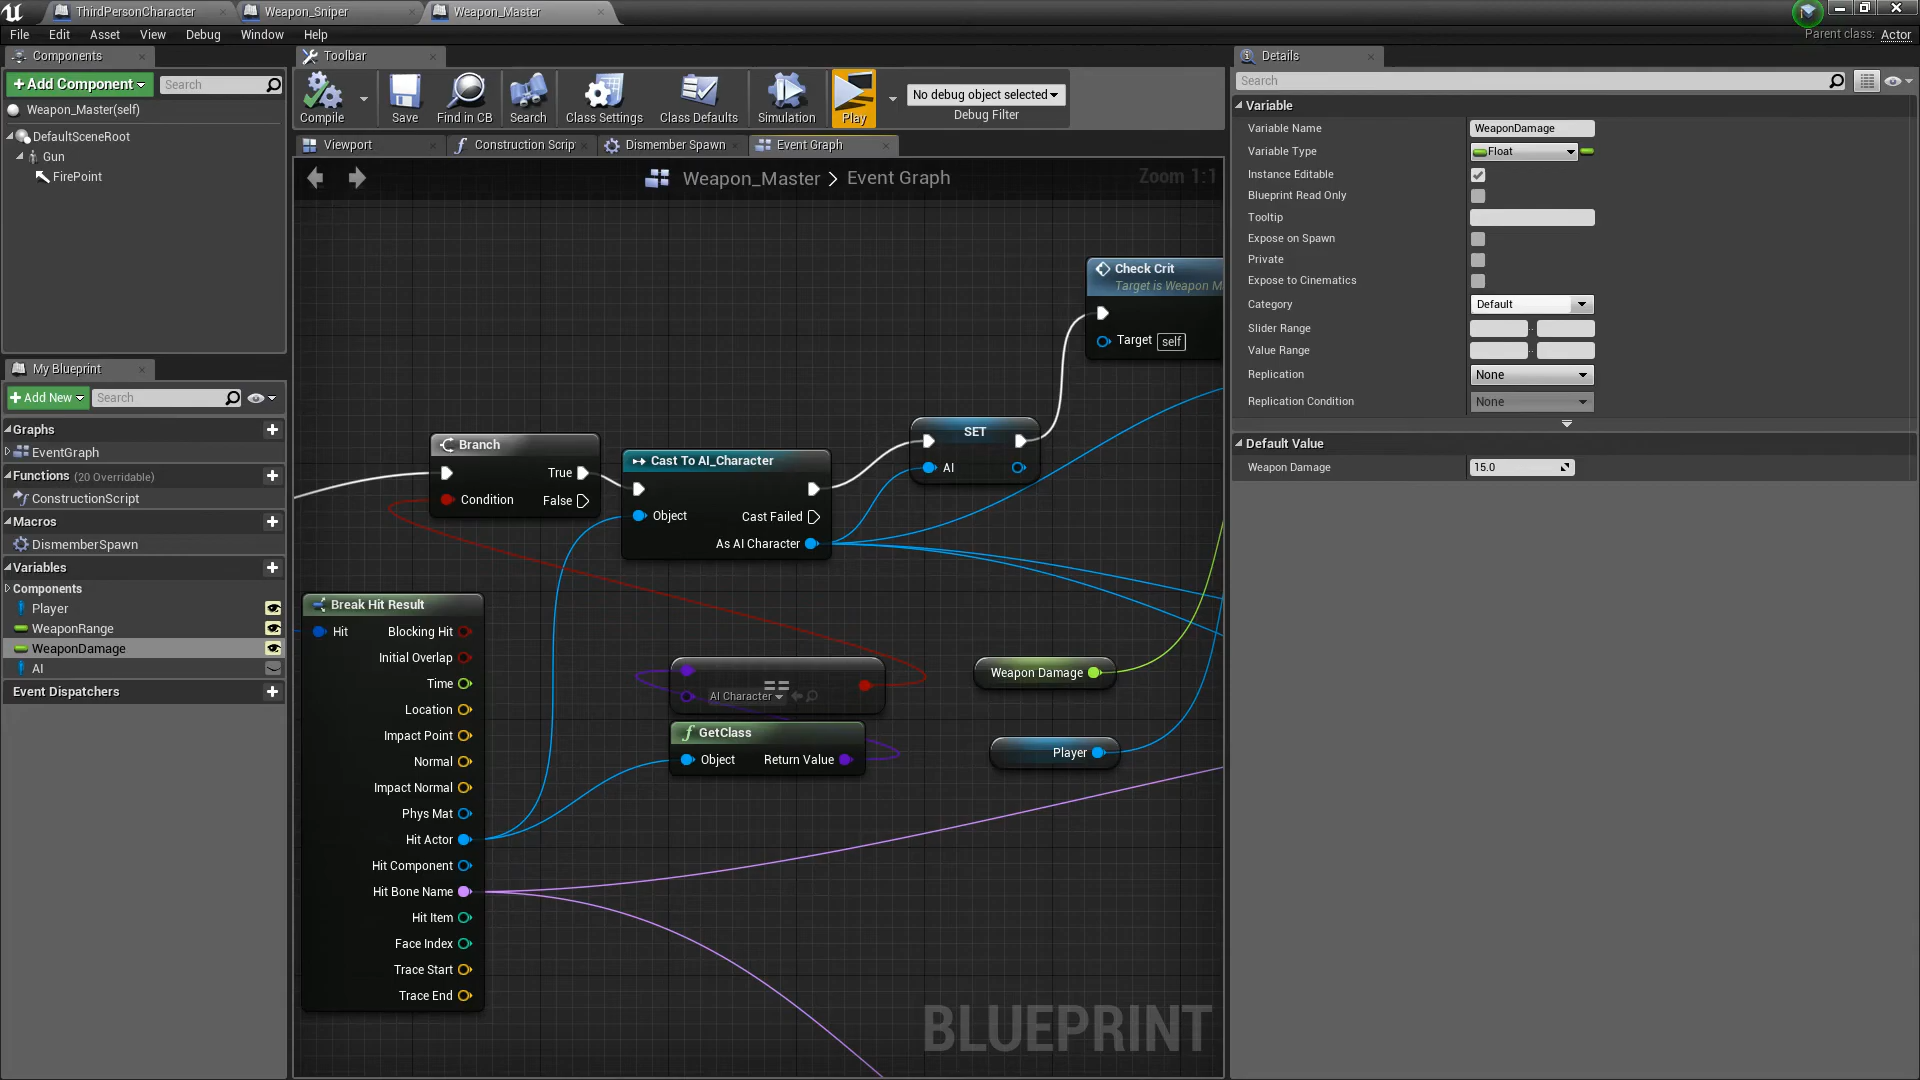 ThirdPersonCharacter
Weapon_Sniper
Weapon_Master
File Edit Asset View Debug Window Help
Parent class: Actor
Components
Add Component
Search
Weapon_Master(self)
DefaultSceneRoot
Gun
FirePoint
My Blueprint
Add New
Search
Graphs
EventGraph
Functions (20 Overridable)
ConstructionScript
Macros
DismemberSpawn
Variables
Components
Player
WeaponRange
WeaponDamage
AI
Event Dispatchers
Toolbar
Compile
Save
Find in CB
Search
Class Settings
Class Defaults
Simulation
Play
No debug object selected
Debug Filter
Viewport
Construction Scrip
Dismember Spawn
Event Graph
Weapon_Master > Event Graph
Zoom 1:1
Check Crit
Target is Weapon M
Target self
SET
AI
Branch
True
Condition
False
Cast To AI_Character
Object
Cast Failed
As AI Character
Break Hit Result
Hit
Blocking Hit
Initial Overlap
Time
Location
Impact Point
Normal
Impact Normal
Phys Mat
Hit Actor
Hit Component
Hit Bone Name
Hit Item
Face Index
Trace Start
Trace End
==
AI Character
GetClass
Object
Return Value
Weapon Damage
Player
BLUEPRINT
Details
Search
Variable
Variable Name WeaponDamage
Variable Type Float
Instance Editable
Blueprint Read Only
Tooltip
Expose on Spawn
Private
Expose to Cinematics
Category Default
Slider Range
Value Range
Replication None
Replication Condition None
Default Value
Weapon Damage 15.0